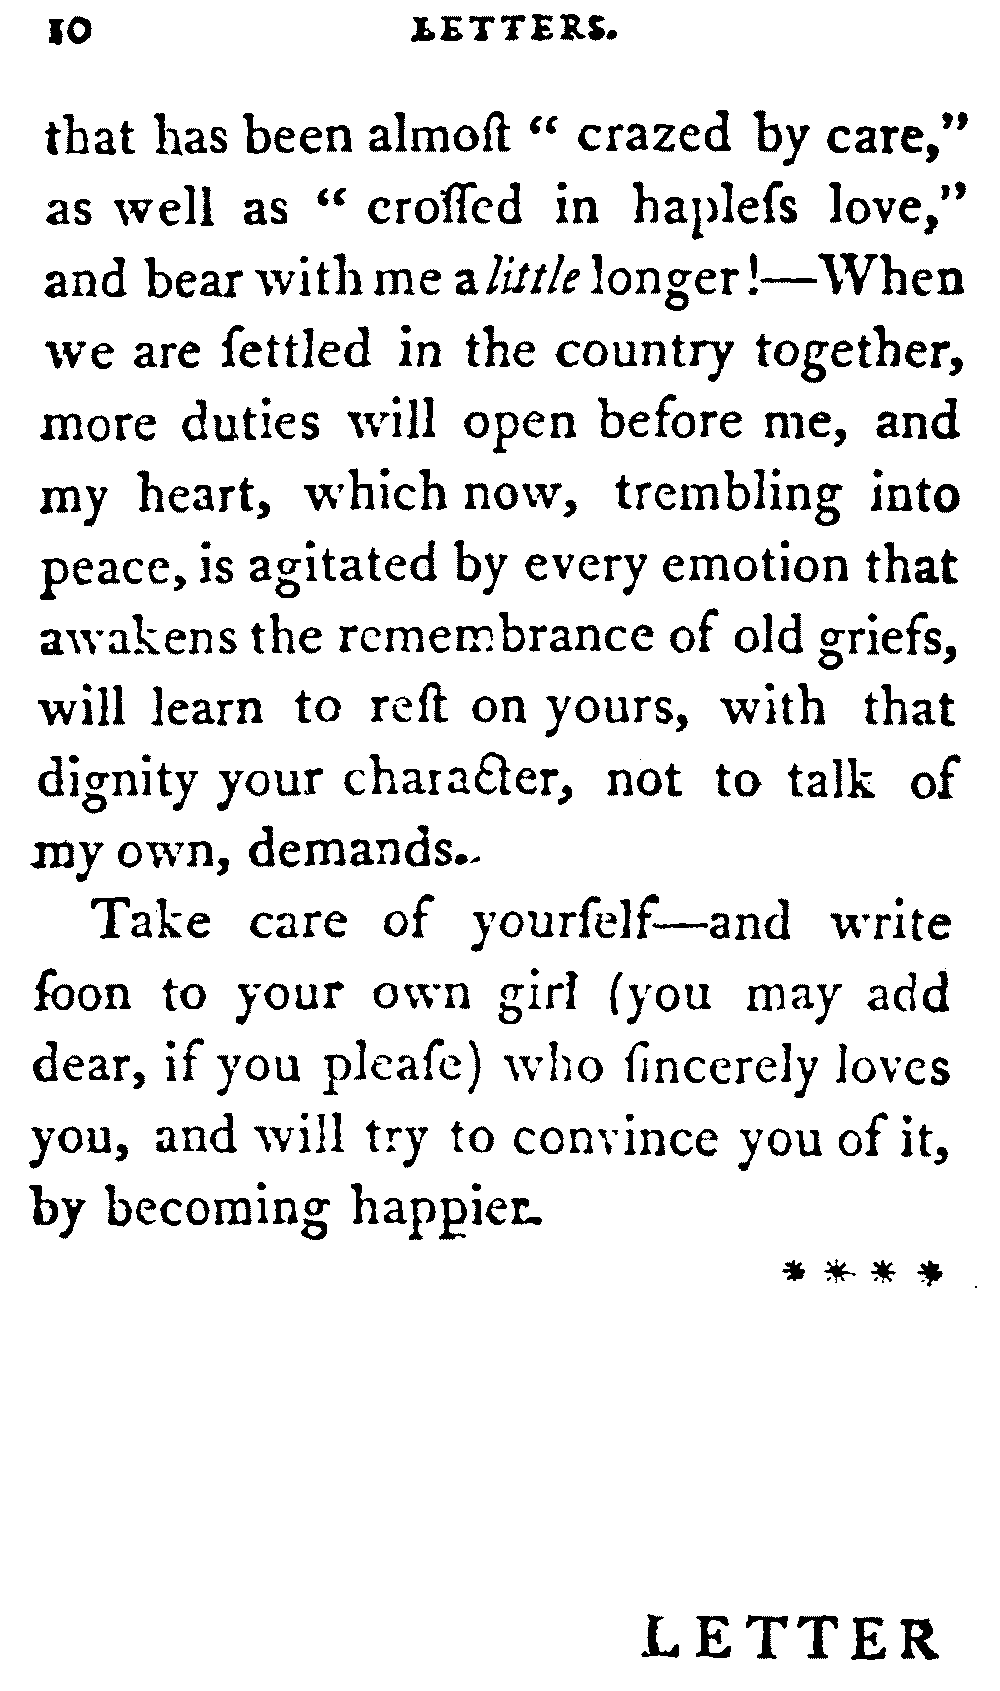 10 LETTERS.
that has been almoſt “ crazed by care,”
as well as “ croſſed in hapleſs love,”
and bear with me a little longer !—When
we are ſettled in the country together,
more duties will open before me, and
my heart, which now, trembling into
peace, is agitated by every emotion that
awakens the remembrance of old griefs,
will learn to reſt on yours, with that
dignity your character, not to talk of
my own, demands.
Take care of yourſelf—and write
ſoon to your own girl (you may add
dear, if you pleaſe) who ſincerely loves
you, and will try to convince you of it,
by becoming happier.
* * * *
LETTER